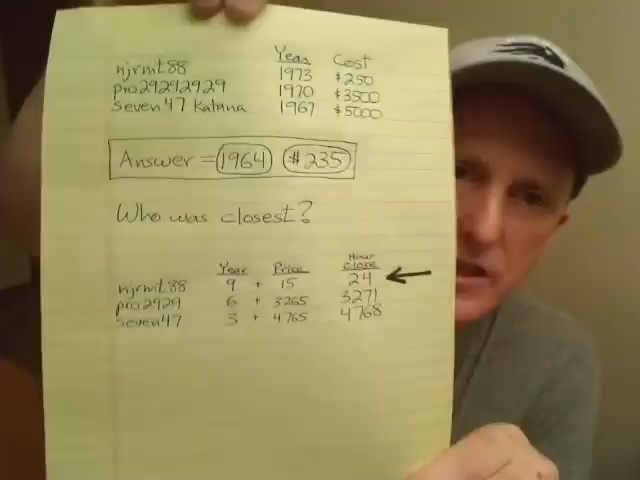 Year Cost
njrmt88 1973 $250
pro29292929 1970 $3500
Seven47 Katana 1967 $5000
Answer = 1964 $235
Who was closest?
Year Price How close
njrmt88 9 + 15 24
pro2929 6 + 3265 3271
seven47 3 + 4765 4768